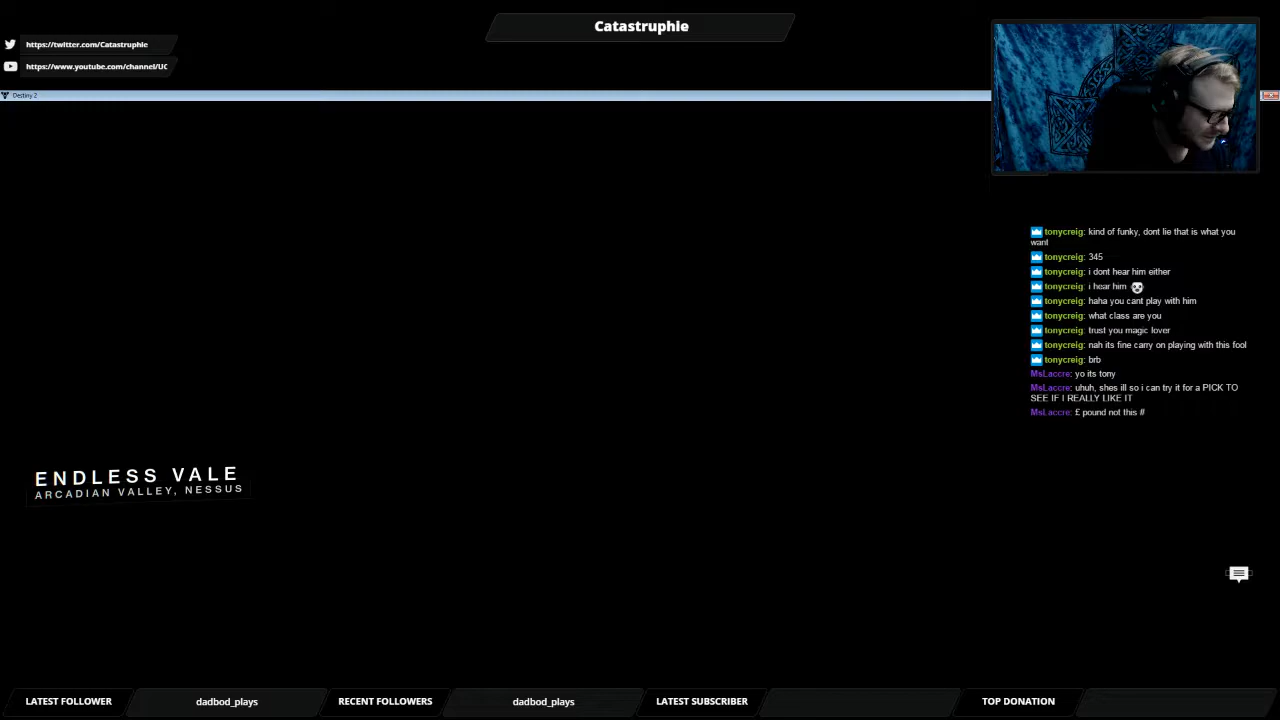 Catastruphie
https://twitter.com/Catastruphie
https://www.youtube.com/channel/UC
Destiny 2
tonycreig: kind of funky, dont lie that is what you
want
tonycreig: 345
tonycreig: i dont hear him either
tonycreig: i hear him
tonycreig: haha you cant play with him
tonycreig: what class are you
tonycreig: trust you magic lover
tonycreig: nah its fine carry on playing with this fool
tonycreig: brb
MsLaccre: yo its tony
MsLaccre: uhuh, shes ill so i can try it for a PICK TO
SEE IF I REALLY LIKE IT
MsLaccre: £ pound not this #
ENDLESS VALE
ARCADIAN VALLEY, NESSUS
LATEST FOLLOWER
dadbod_plays
RECENT FOLLOWERS
dadbod_plays
LATEST SUBSCRIBER
TOP DONATION